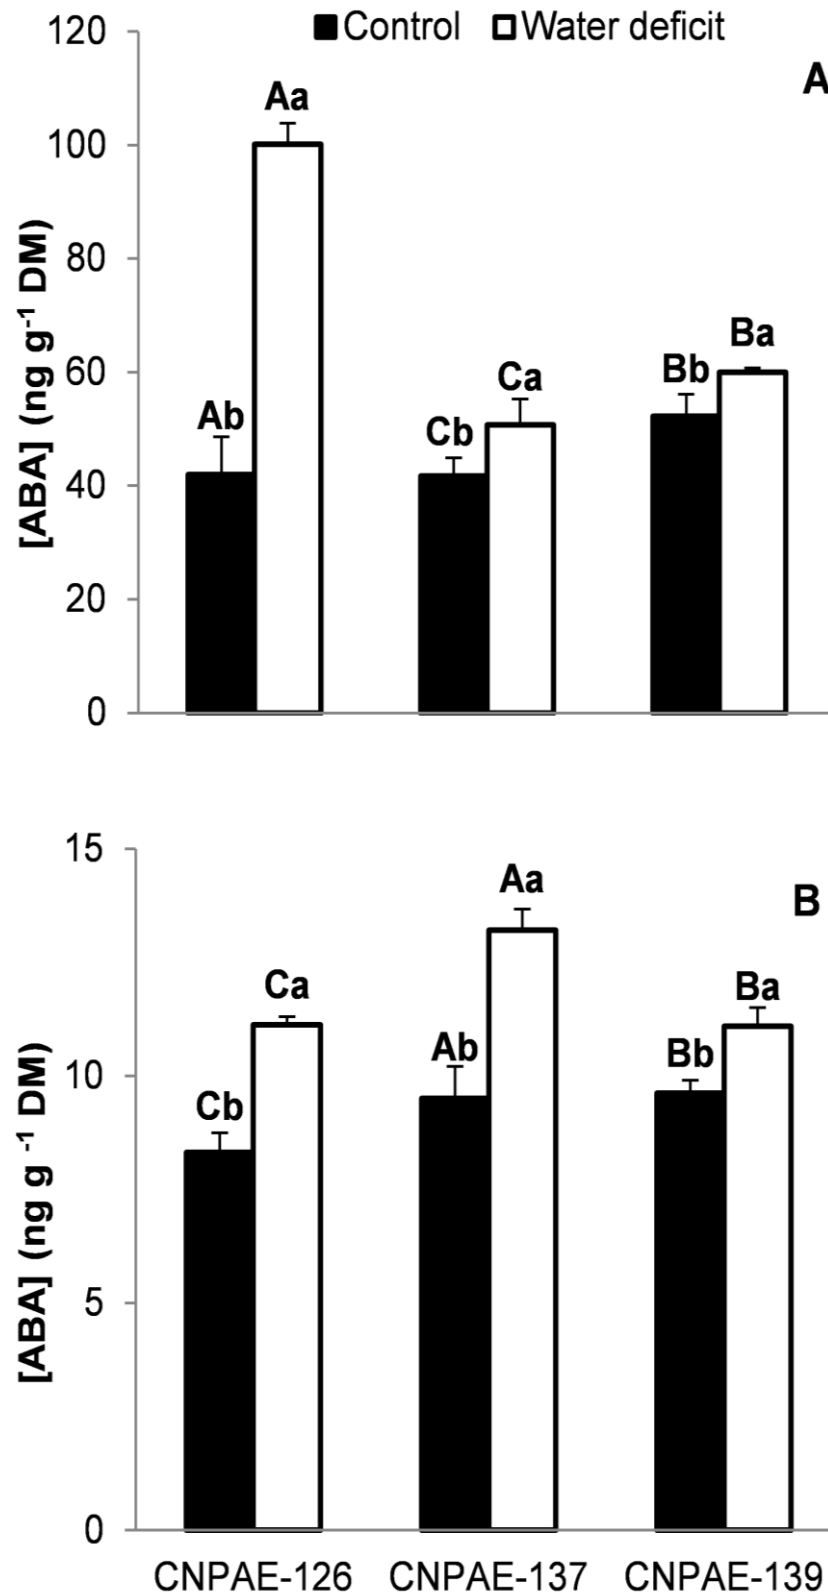 Control Water deficit
A
120
100
80
60
40
20
0
[ABA] (ng g⁻¹ DM)
Aa
Ab
Ca
Cb
Ba
Bb
B
15
10
5
0
[ABA] (ng g ⁻¹ DM)
Ca
Cb
Aa
Ab
Ba
Bb
CNPAE-126 CNPAE-137 CNPAE-139